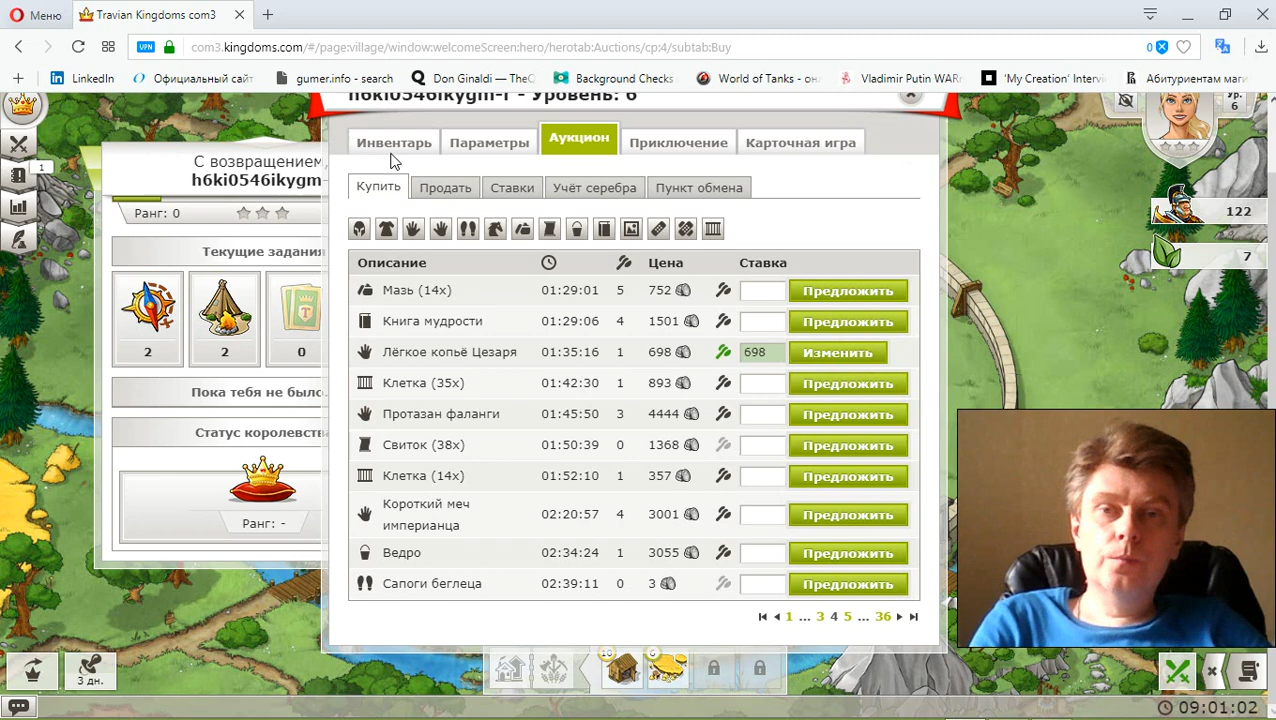 Меню
Travian Kingdoms com3
VPN
com3.kingdoms.com/#/page:village/window:welcomeScreen:hero/herotab:Auctions/cp:4/subtab:Buy
0
LinkedIn
Официальный сайт
gumer.info - search
Don Ginaldi — TheC
Background Checks
World of Tanks - он
Vladimir Putin WAR
'My Creation' Intervi
Абитуриентам маги
h6ki0546ikygm-r - Уровень: 6
Ур.
6
Инвентарь
Параметры
Аукцион
Приключение
Карточная игра
1
С возвращением,
h6ki0546ikygm
Ранг: 0
Купить
Продать
Ставки
Учёт серебра
Пункт обмена
122
7
Текущие задания
2
2
0
Пока тебя не было
Статус королевства
Ранг: -
Описание
Цена
Ставка
Мазь (14x) 01:29:01 5 752 Предложить
Книга мудрости 01:29:06 4 1501 Предложить
Лёгкое копьё Цезаря 01:35:16 1 698 698 Изменить
Клетка (35x) 01:42:30 1 893 Предложить
Протазан фаланги 01:45:50 3 4444 Предложить
Свиток (38x) 01:50:39 0 1368 Предложить
Клетка (14x) 01:52:10 1 357 Предложить
Короткий меч
империанца 02:20:57 4 3001 Предложить
Ведро 02:34:24 1 3055 Предложить
Сапоги беглеца 02:39:11 0 3 Предложить
1 ... 3 4 5 ... 36
3 дн.
10
09:01:02